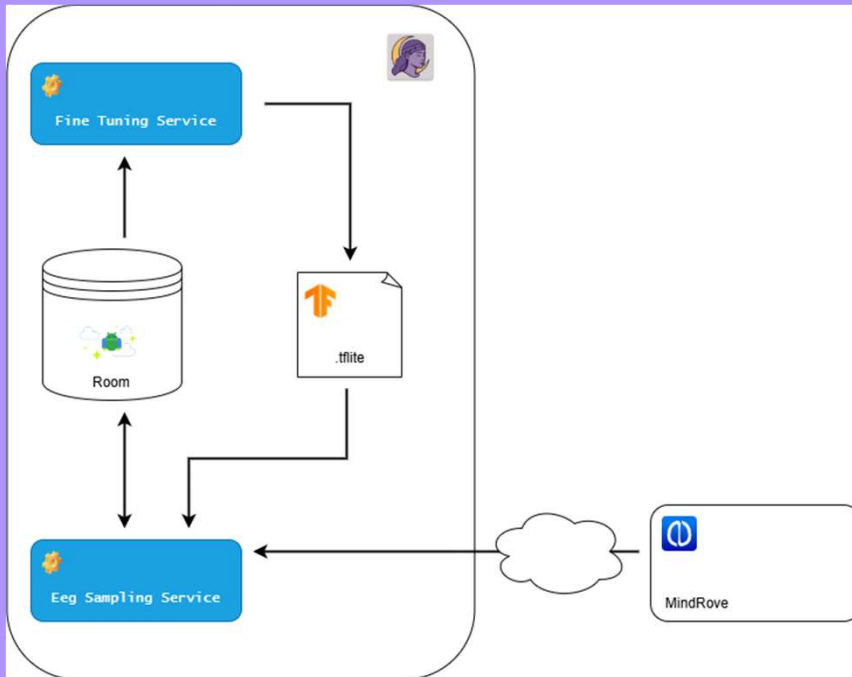 Fine Tuning Service
Room
.tflite
Eeg Sampling Service
MindRove